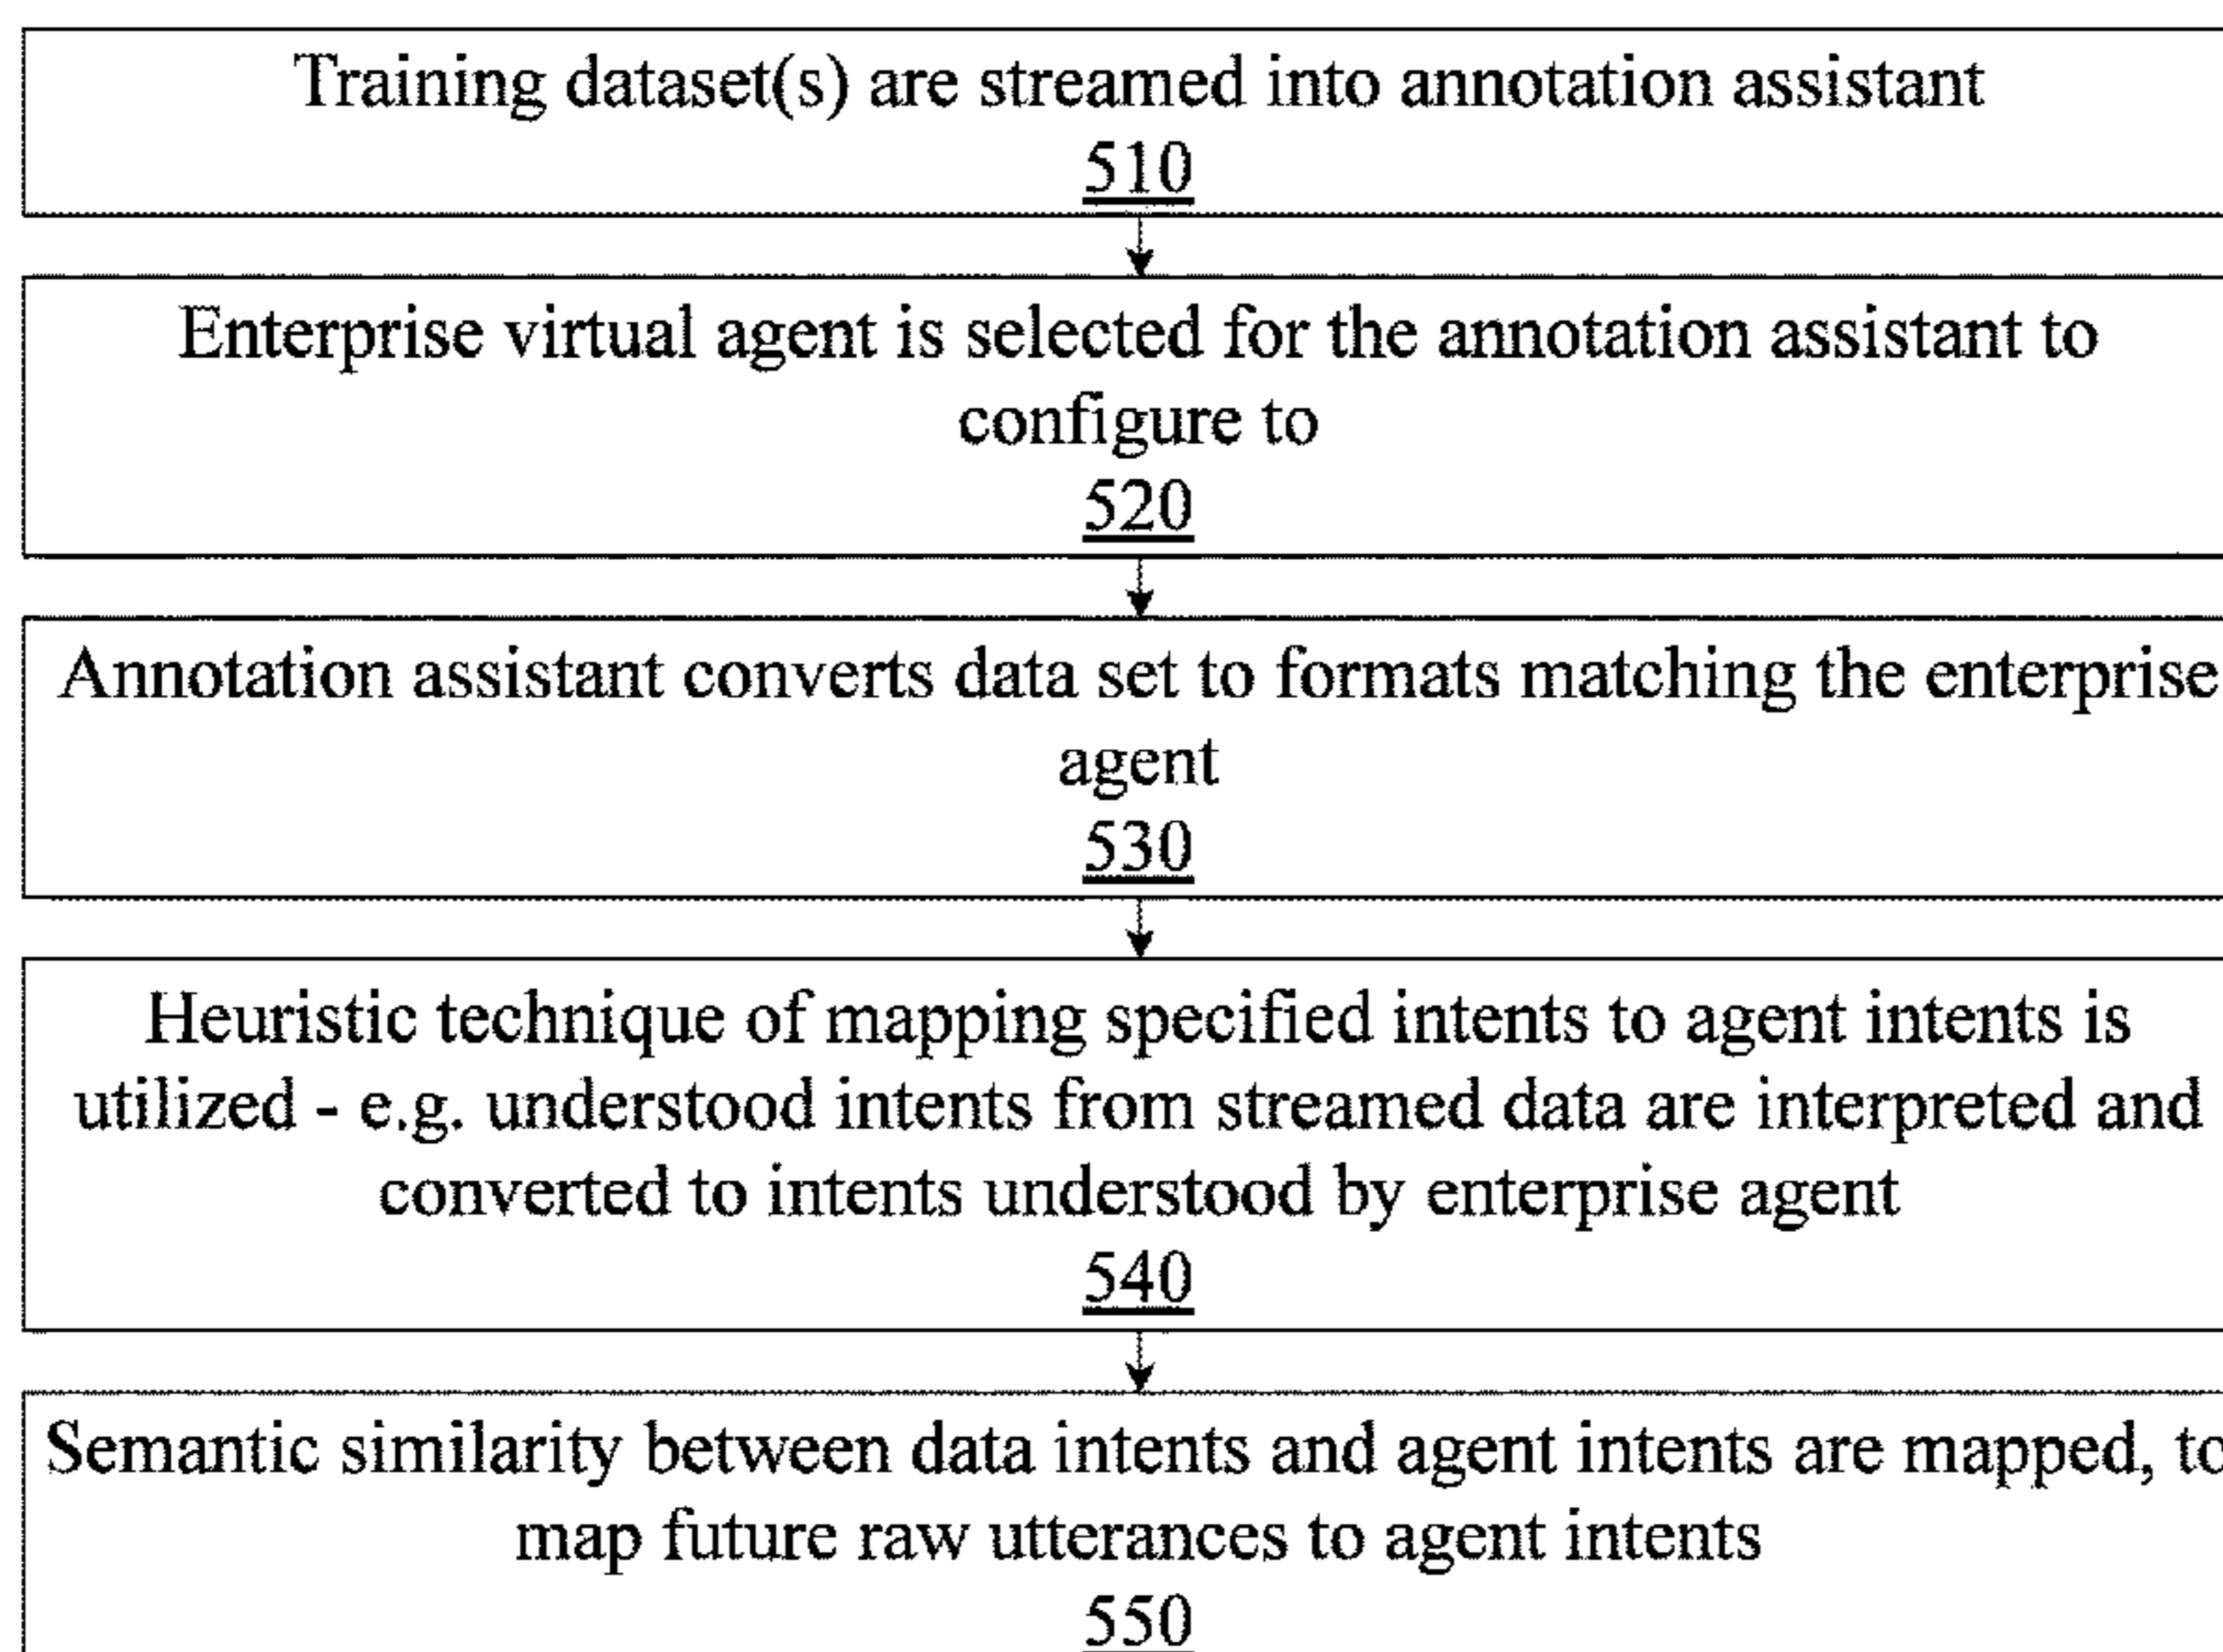 Training dataset(s) are streamed into annotation assistant
510
Enterprise virtual agent is selected for the annotation assistant to
configure to
520
Annotation assistant converts data set to formats matching the enterprise
agent
530
Heuristic technique of mapping specified intents to agent intents is
utilized - e.g. understood intents from streamed data are interpreted and
converted to intents understood by enterprise agent
540
Semantic similarity between data intents and agent intents are mapped, to
map future raw utterances to agent intents
550